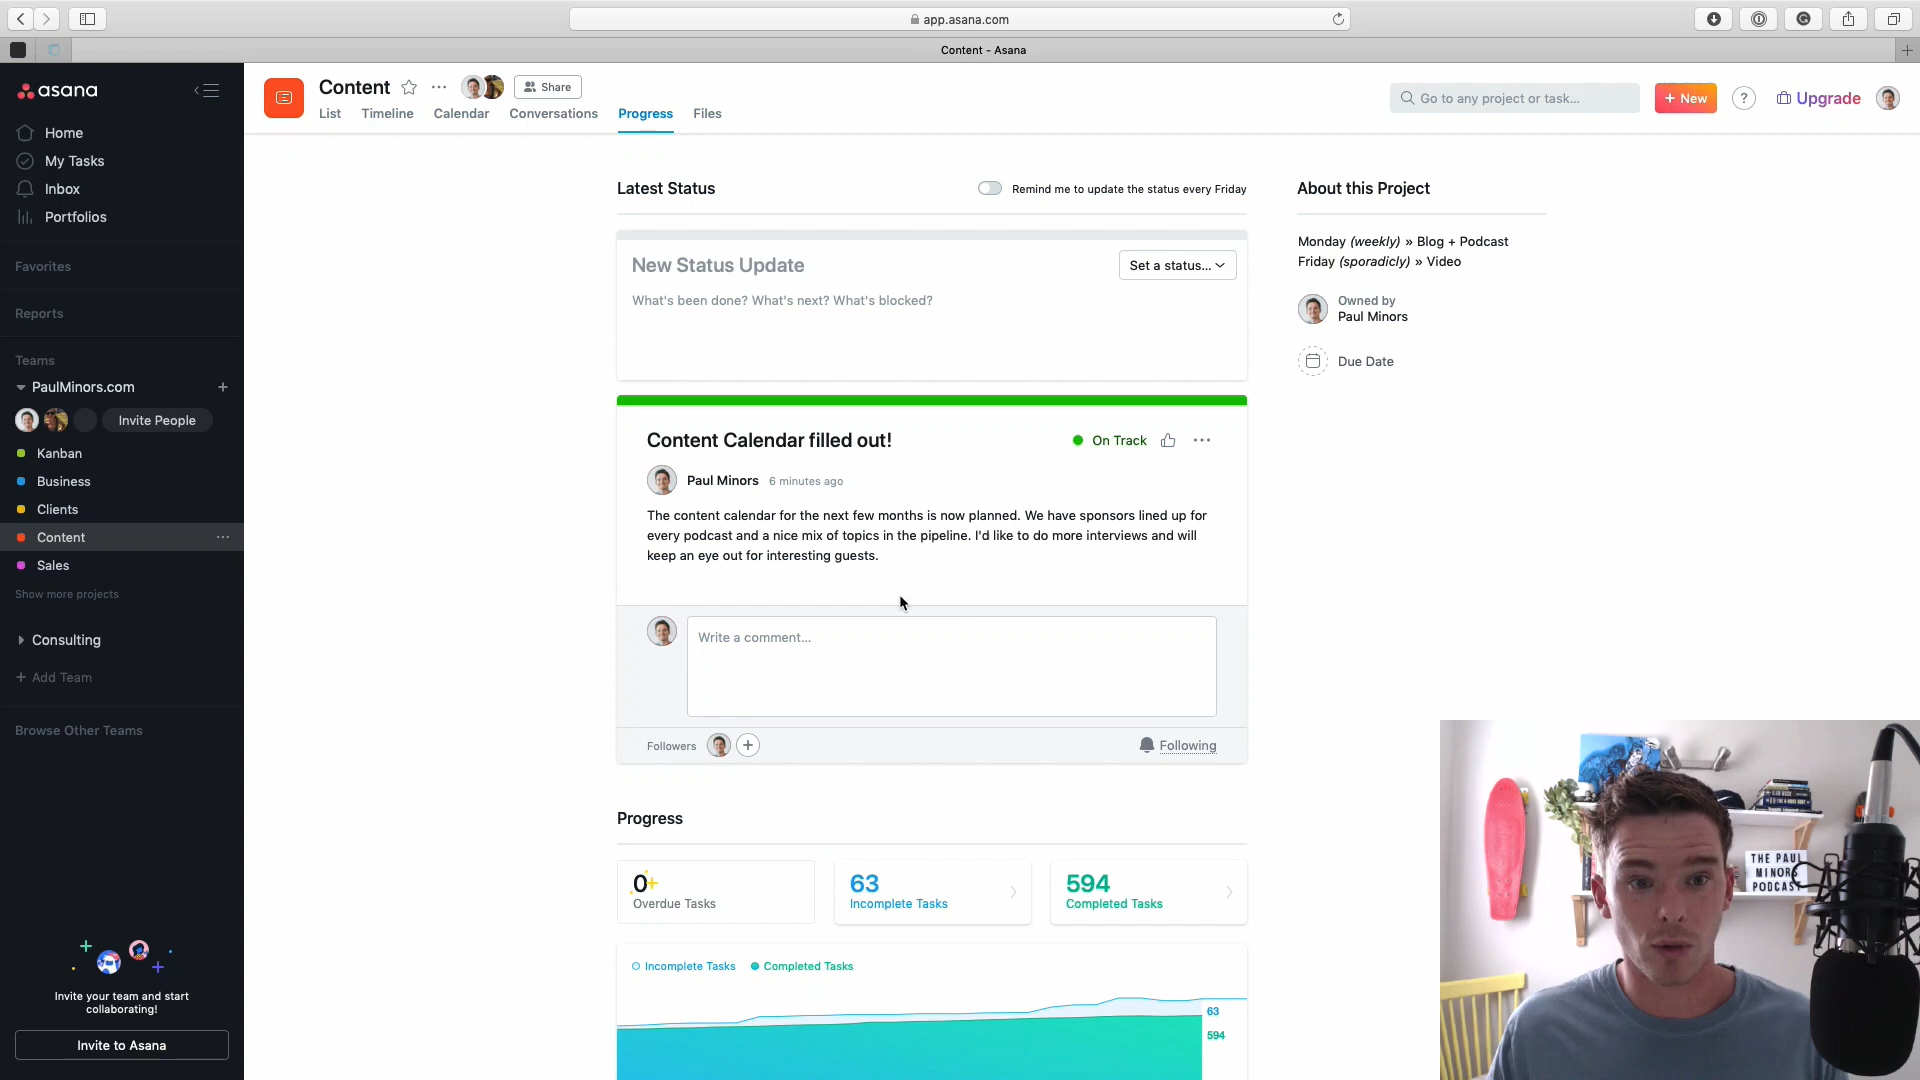 app.asana.com
Content - Asana
asana
Home
My Tasks
Inbox
Portfolios
Favorites
Reports
Teams
PaulMinors.com
Invite People
Kanban
Business
Clients
Content
Sales
Show more projects
Consulting
+ Add Team
Browse Other Teams
Invite your team and start
collaborating!
Invite to Asana
Content
Share
List Timeline Calendar Conversations Progress Files
Go to any project or task...
+ New
?
Upgrade
Latest Status
Remind me to update the status every Friday
New Status Update
Set a status...
What's been done? What's next? What's blocked?
Content Calendar filled out!
On Track
Paul Minors 6 minutes ago
The content calendar for the next few months is now planned. We have sponsors lined up for
every podcast and a nice mix of topics in the pipeline. I'd like to do more interviews and will
keep an eye out for interesting guests.
Write a comment...
Followers
Following
Progress
0
Overdue Tasks
63
Incomplete Tasks
594
Completed Tasks
Incomplete Tasks Completed Tasks
63
594
About this Project
Monday (weekly) » Blog + Podcast
Friday (sporadicly) » Video
Owned by
Paul Minors
Due Date
THE PAUL
MINORS
PODCAST